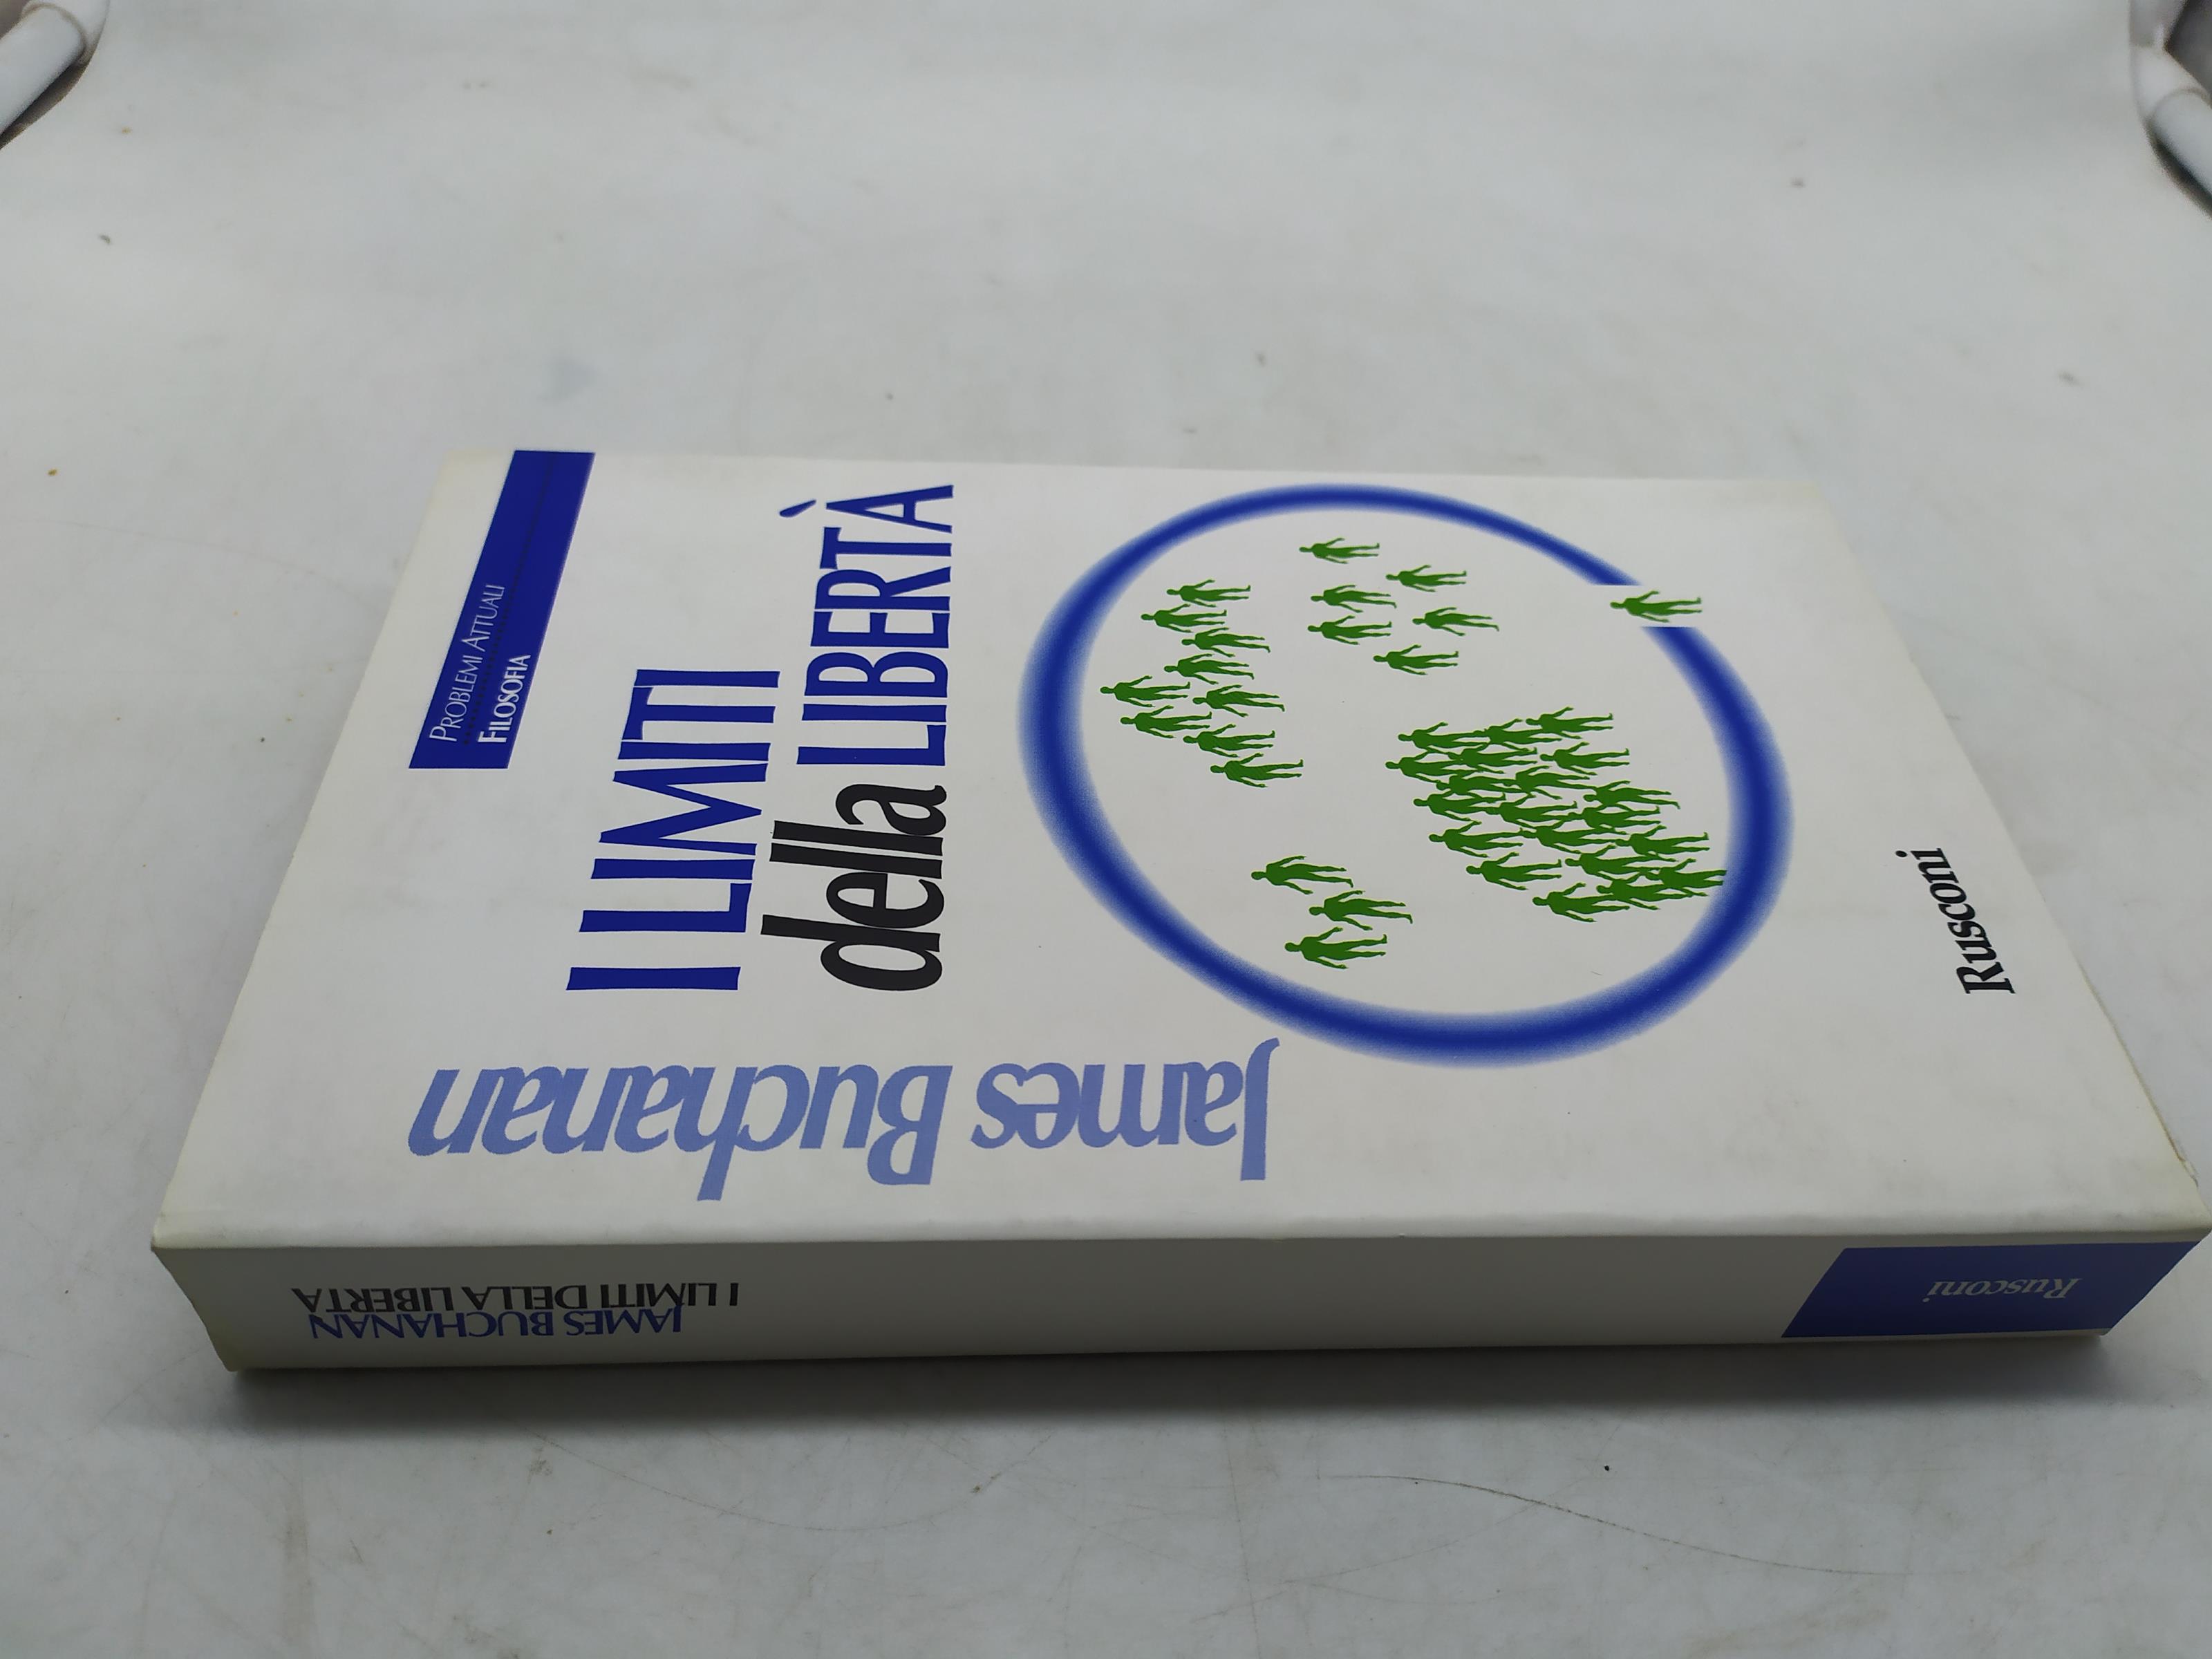 PROBLEMI ATTUALI
FILOSOFIA
I LIMITI
della LIBERTÀ
James Buchanan
Rusconi
JAMES BUCHANAN
I LIMITI DELLA LIBERTÀ
Rusconi